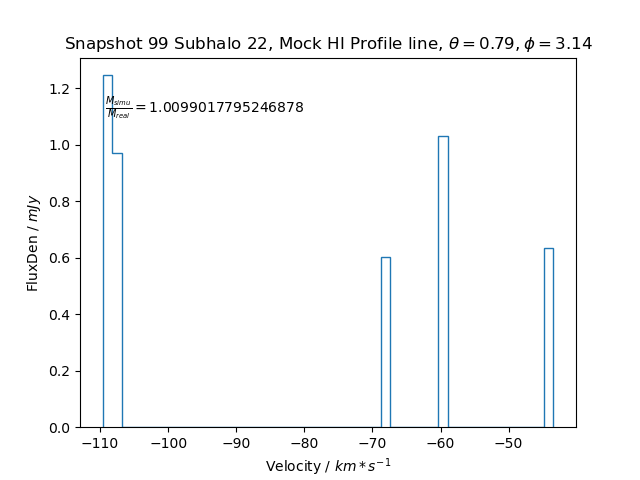 Snapshot 99 Subhalo 22, Mock HI Profile line, θ = 0.79, ϕ = 3.14
1.2
1.0
0.8
0.6
0.4
0.2
0.0
FluxDen / mJy
M_simu/M_real = 1.0099017795246878
−110 −100 −90 −80 −70 −60 −50
Velocity / km * s^−1